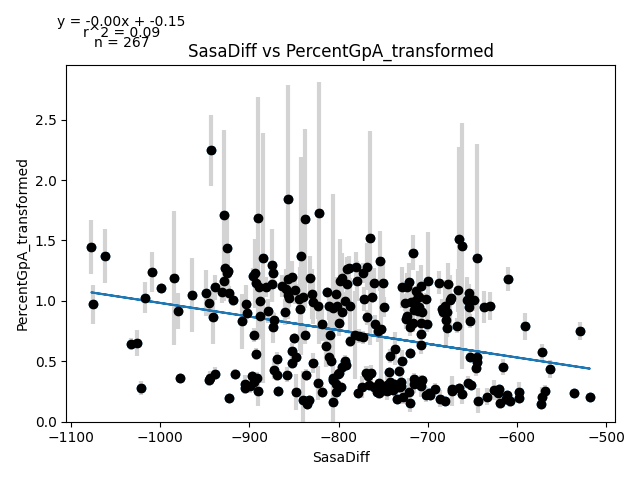 y = -0.00x + -0.15
r^2 = 0.09
n = 267
SasaDiff vs PercentGpA_transformed
PercentGpA_transformed
2.5
2.0
1.5
1.0
0.5
0.0
−1100 −1000 −900 −800 −700 −600 −500
SasaDiff